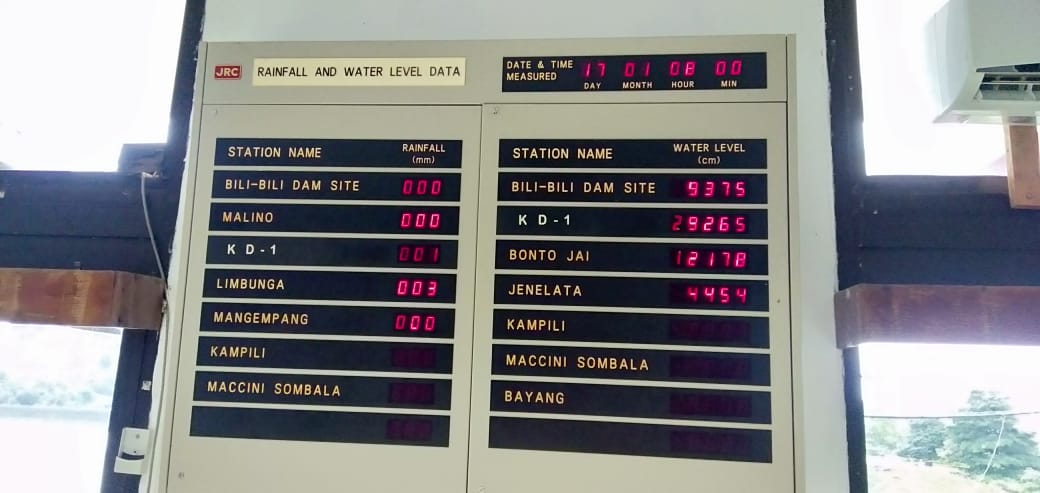 JRC RAINFALL AND WATER LEVEL DATA
DATE & TIME MEASURED 17 01 08 00
DAY MONTH HOUR MIN
STATION NAME RAINFALL (mm)
BILI-BILI DAM SITE 000
MALINO 000
KD-1 001
LIMBUNGA 003
MANGEMPANG 000
KAMPILI
MACCINI SOMBALA
STATION NAME WATER LEVEL (cm)
BILI-BILI DAM SITE 9375
KD-1 29265
BONTO JAI 12178
JENELATA 4454
KAMPILI
MACCINI SOMBALA
BAYANG